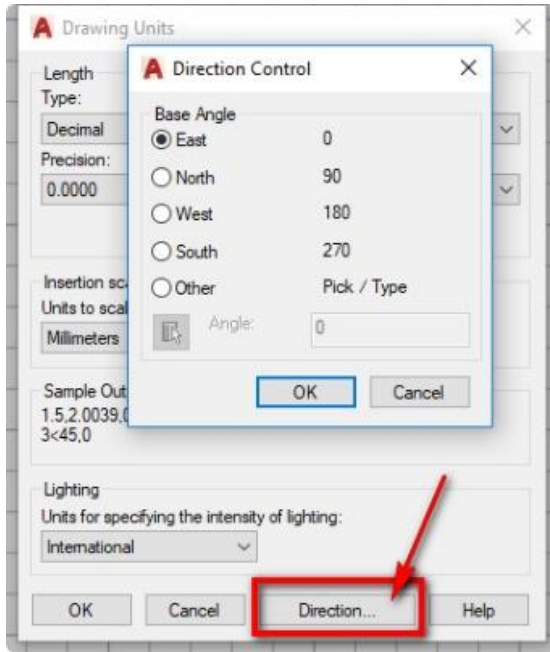 Drawing Units
Length
Type:
Decimal
Precision:
0.0000
Direction Control
Base Angle
East 0
North 90
West 180
South 270
Other Pick / Type
Angle: 0
OK Cancel
Insertion sc
Units to scal
Millimeters
Sample Out
1.5,2.0039,0
3<45,0
Lighting
Units for specifying the intensity of lighting:
International
OK Cancel Direction... Help